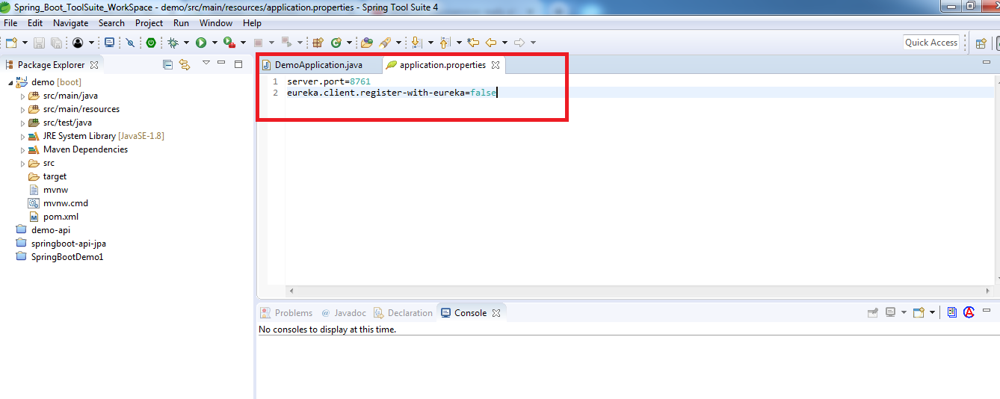 Spring_Boot_ToolSuite_WorkSpace - demo/src/main/resources/application.properties - Spring Tool Suite 4
File Edit Navigate Search Project Run Window Help
Quick Access
Package Explorer
demo [boot]
src/main/java
src/main/resources
src/test/java
JRE System Library [JavaSE-1.8]
Maven Dependencies
src
target
mvnw
mvnw.cmd
pom.xml
demo-api
springboot-api-jpa
SpringBootDemo1
DemoApplication.java application.properties
1 server.port=8761
2 eureka.client.register-with-eureka=false
Problems @ Javadoc Declaration Console
No consoles to display at this time.